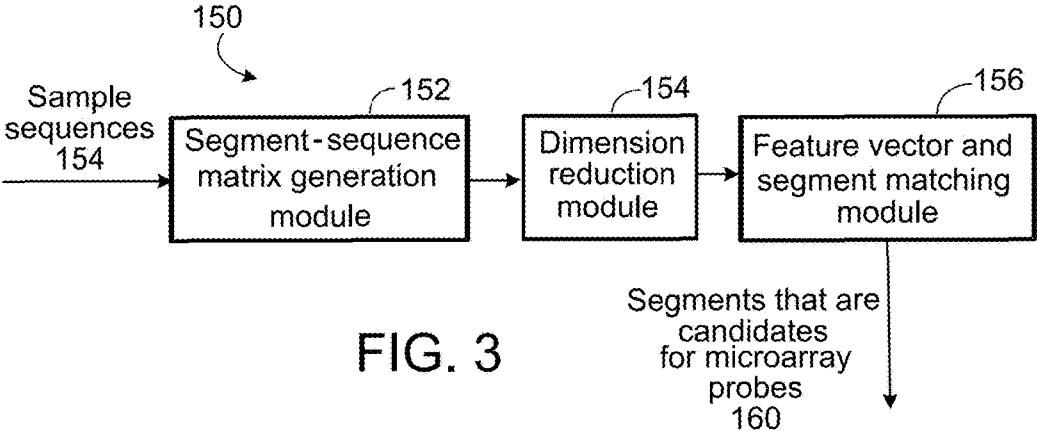 150
Sample
sequences
154
152
Segment-sequence
matrix generation
module
154
Dimension
reduction
module
156
Feature vector and
segment matching
module
Segments that are
candidates
for microarray
probes
160
FIG. 3